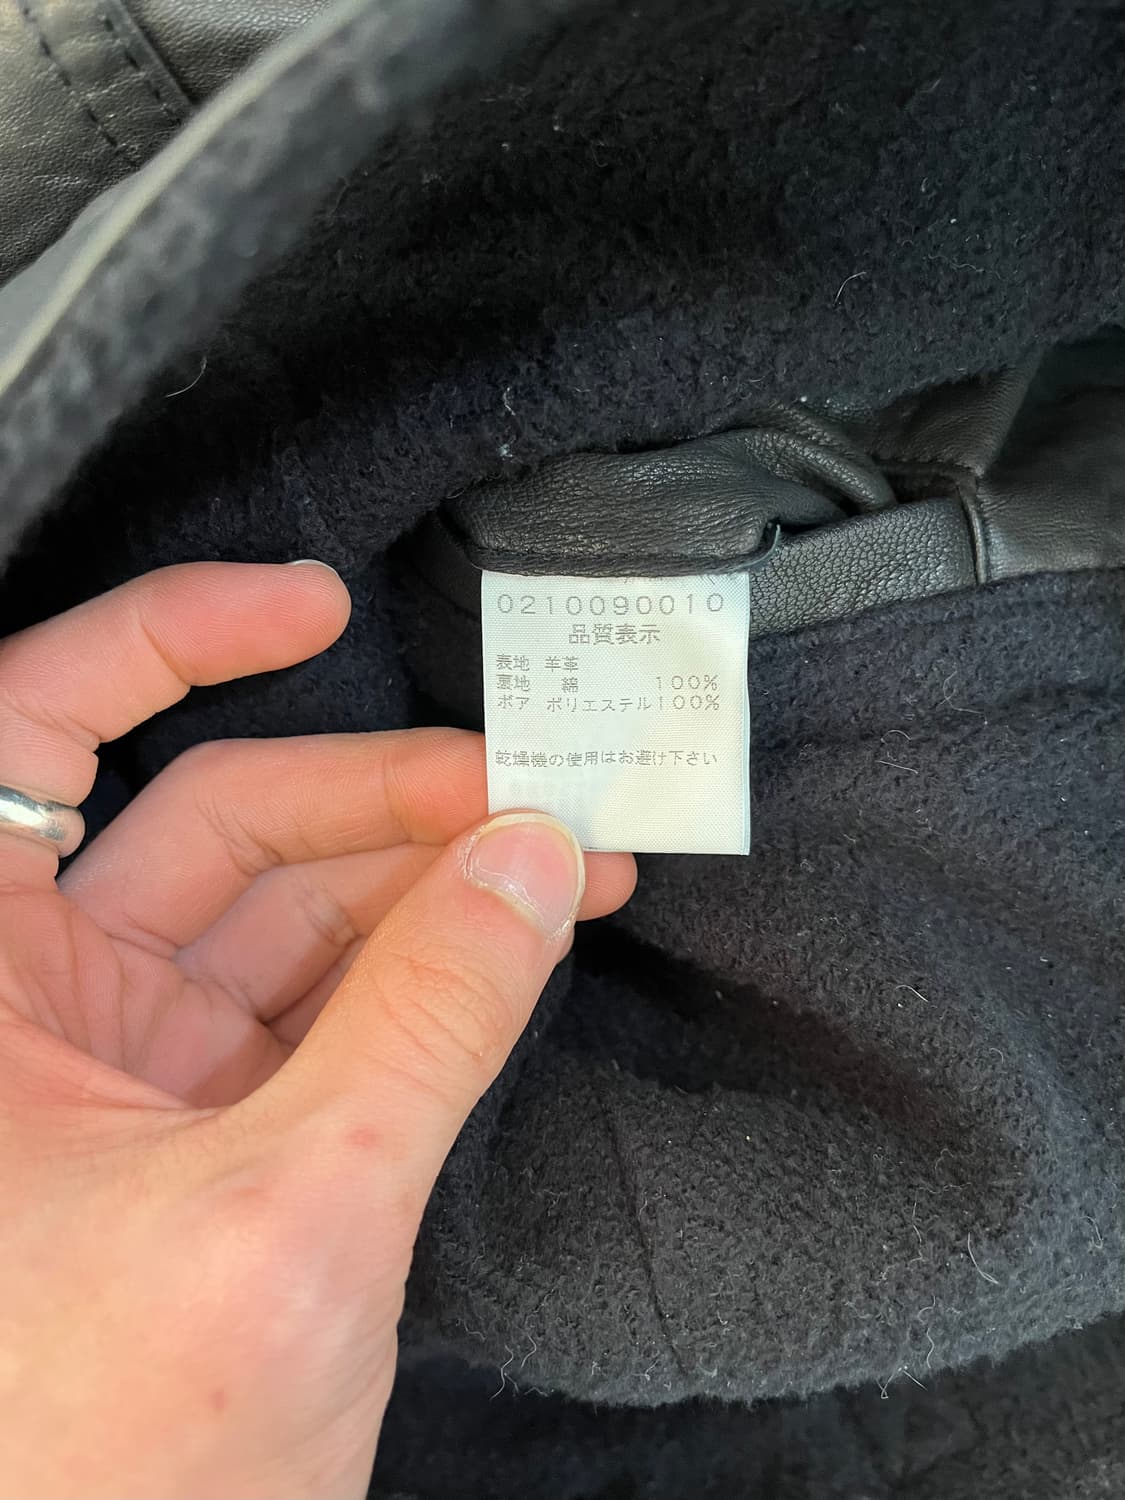 0210090010
品質表示
表地 羊革
裏地 綿 100%
ボア ポリエステル100%
乾燥機の使用はお避け下さい